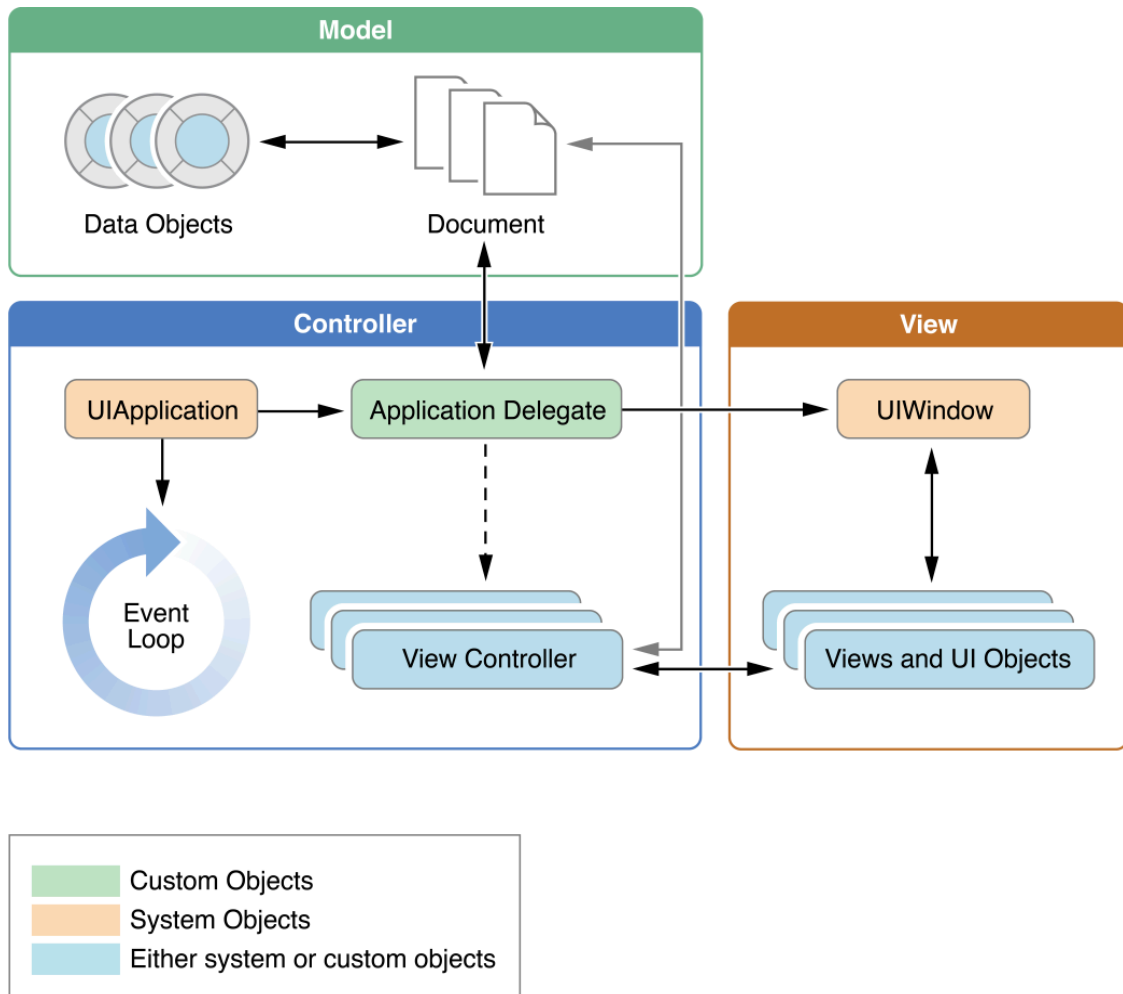 Model
Data Objects
Document
Controller
View
UIApplication
Application Delegate
UIWindow
Event
Loop
View Controller
Views and UI Objects
Custom Objects
System Objects
Either system or custom objects